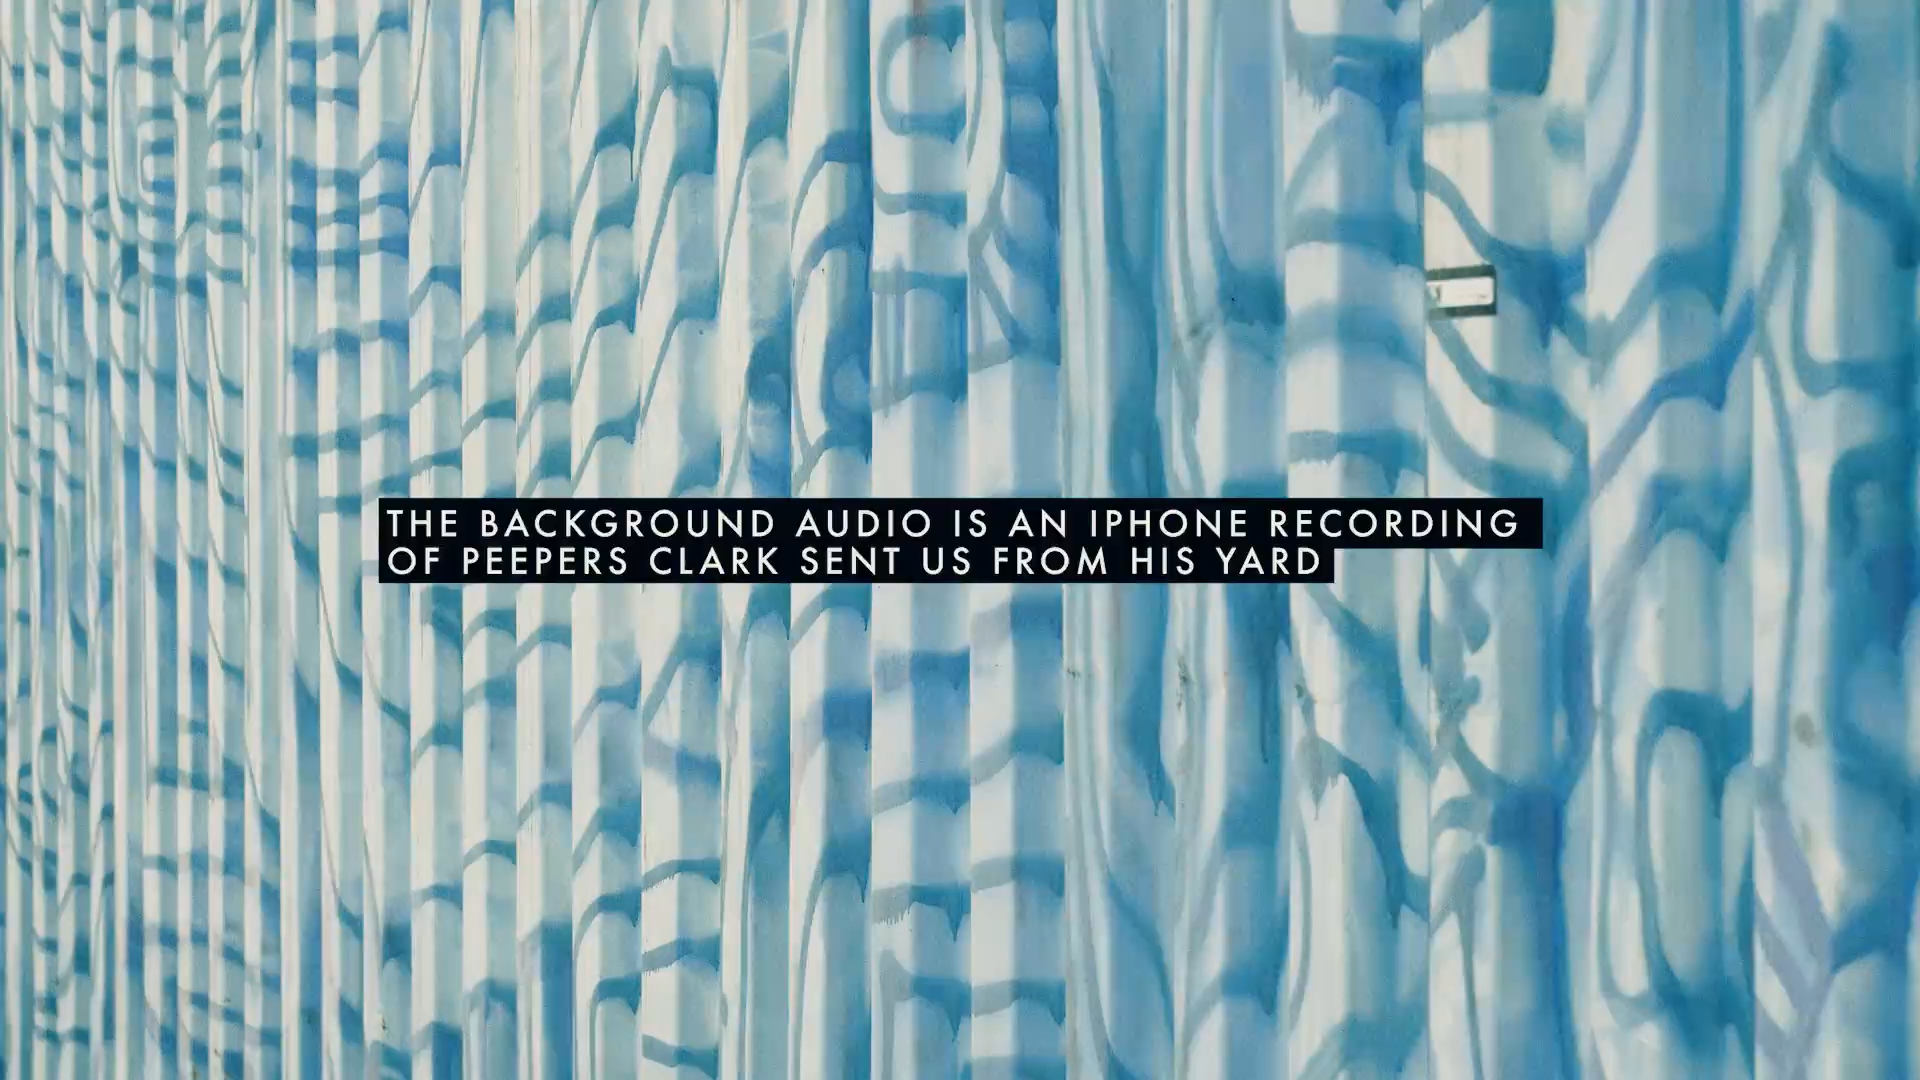 THE BACKGROUND AUDIO IS AN IPHONE RECORDING
OF PEEPERS CLARK SENT US FROM HIS YARD